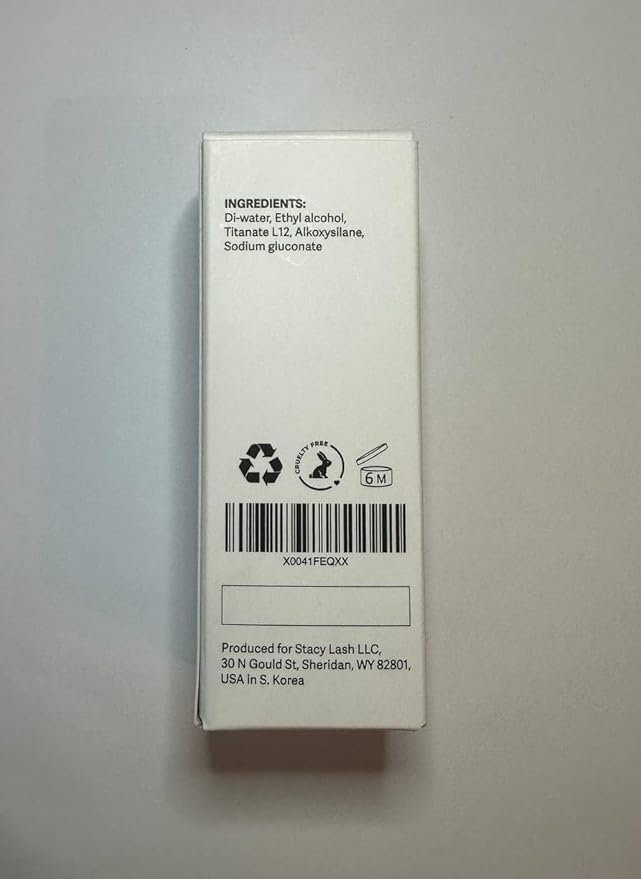 INGREDIENTS:
Di-water, Ethyl alcohol,
Titanate L12, Alkoxysilane,
Sodium gluconate
CRUELTY FREE
6 M
X0041FEQXX
Produced for Stacy Lash LLC,
30 N Gould St, Sheridan, WY 82801,
USA in S. Korea